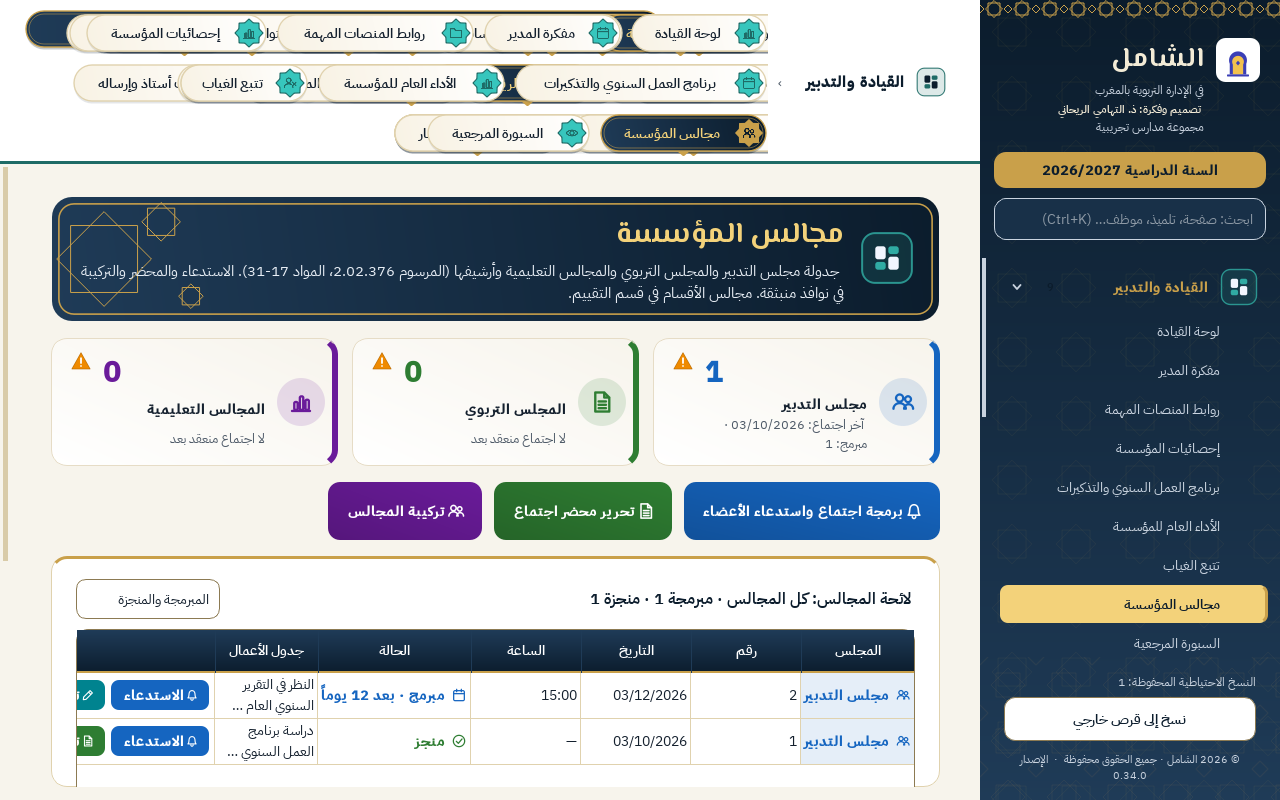 الشامل
في الإدارة التربوية بالمغرب
تصميم وفكرة: ذ. التهامي الريحاني
مجموعة مدارس تجريبية
السنة الدراسية 2026/2027
ابحث: صفحة، تلميذ، موظف... (Ctrl+K)
القيادة والتدبير
لوحة القيادة
مفكرة المدير
روابط المنصات المهمة
إحصائيات المؤسسة
برنامج العمل السنوي والتذكيرات
الأداء العام للمؤسسة
تتبع الغياب
مجالس المؤسسة
السبورة المرجعية
النسخ الاحتياطية المحفوظة: 1
نسخ إلى قرص خارجي
© 2026 الشامل · جميع الحقوق محفوظة · الإصدار
0.34.0
القيادة والتدبير ‹
لوحة القيادة
مفكرة المدير
روابط المنصات المهمة
إحصائيات المؤسسة
برنامج العمل السنوي والتذكيرات
الأداء العام للمؤسسة
تتبع الغياب
أستاذ وإرساله
مجالس المؤسسة
السبورة المرجعية
مجالس المؤسسة
جدولة مجلس التدبير والمجلس التربوي والمجالس التعليمية وأرشيفها (المرسوم 2.02.376، المواد 17-31). الاستدعاء والمحضر والتركيبة
في نوافذ منبثقة. مجالس الأقسام في قسم التقييم.
1
مجلس التدبير
آخر اجتماع: 03/10/2026 ·
مبرمج: 1
0
المجلس التربوي
لا اجتماع منعقد بعد
0
المجالس التعليمية
لا اجتماع منعقد بعد
برمجة اجتماع واستدعاء الأعضاء
تحرير محضر اجتماع
تركيبة المجالس
لائحة المجالس: كل المجالس · مبرمجة 1 · منجزة 1
المبرمجة والمنجزة
المجلس رقم التاريخ الساعة الحالة جدول الأعمال
مجلس التدبير 2 03/12/2026 15:00 مبرمج · بعد 12 يوماً النظر في التقرير السنوي العام ... الاستدعاء
مجلس التدبير 1 03/10/2026 — منجز دراسة برنامج العمل السنوي ... الاستدعاء